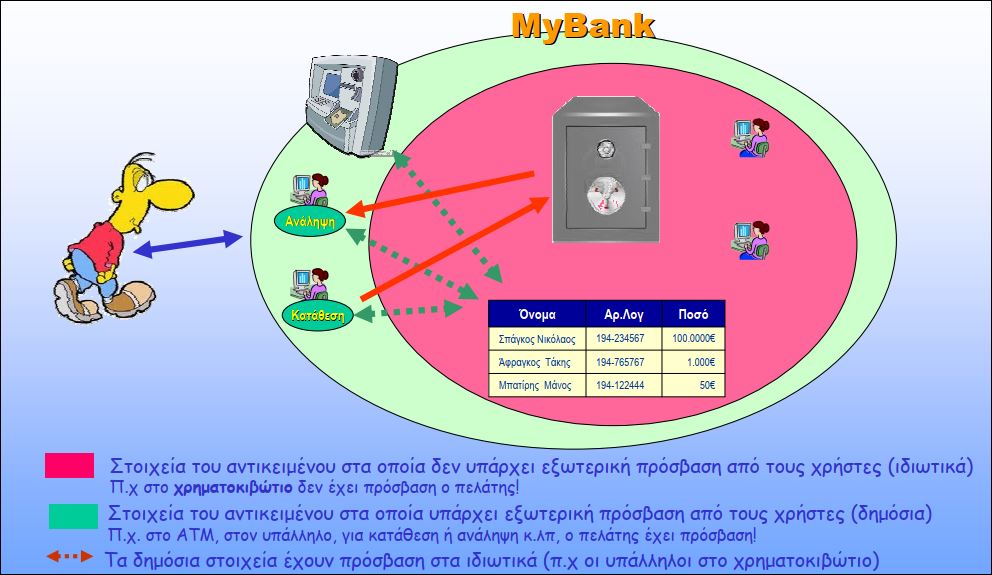 MyBank
Ανάληψη
Κατάθεση
Όνομα Αρ.Λογ Ποσό
Σπάγκος Νικόλαος 194-234567 100.0000€
Άφραγκος Τάκης 194-765767 1.000€
Μπατίρης Μάνος 194-122444 50€
Στοιχεία του αντικειμένου στα οποία δεν υπάρχει εξωτερική πρόσβαση από τους χρήστες (ιδιωτικά)
Π.χ στο χρηματοκιβώτιο δεν έχει πρόσβαση ο πελάτης!
Στοιχεία του αντικειμένου στα οποία υπάρχει εξωτερική πρόσβαση από τους χρήστες (δημόσια)
Π.χ. στο ΑΤΜ, στον υπάλληλο, για κατάθεση ή ανάληψη κ.λπ, ο πελάτης έχει πρόσβαση!
Τα δημόσια στοιχεία έχουν πρόσβαση στα ιδιωτικά (π.χ οι υπάλληλοι στο χρηματοκιβώτιο)